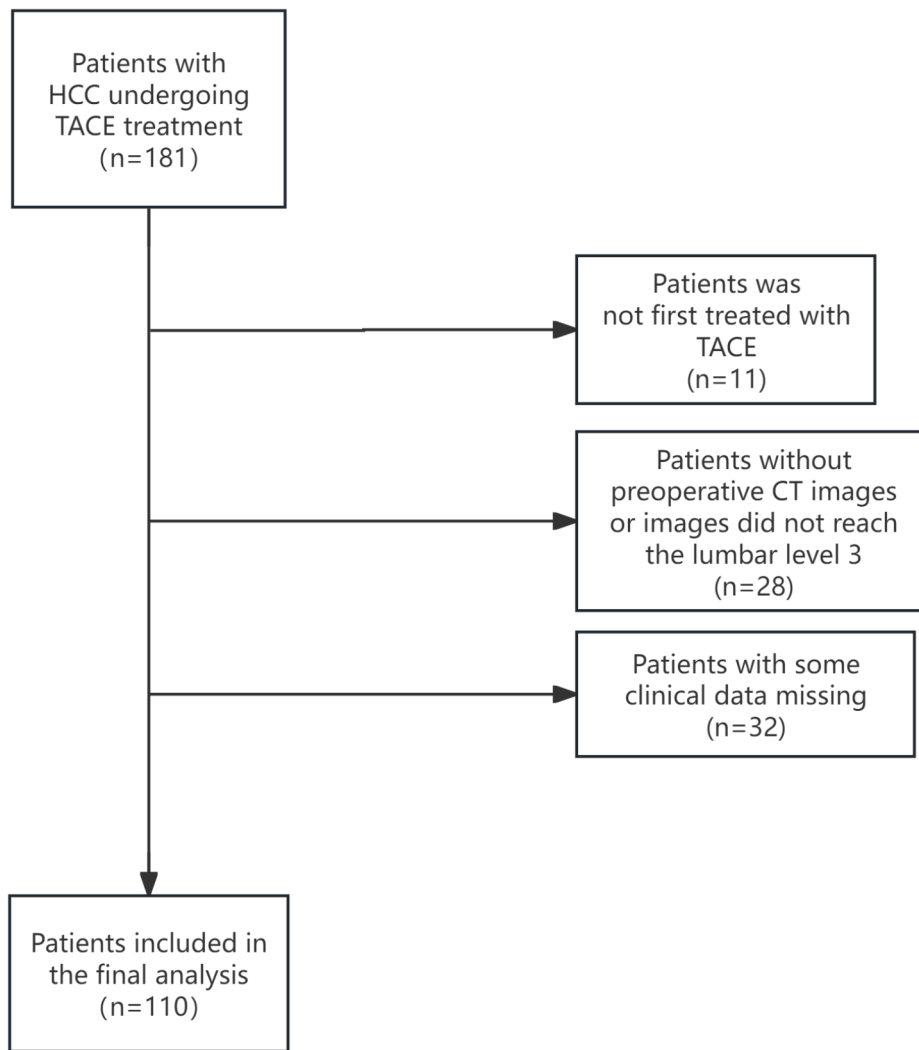 Patients with
HCC undergoing
TACE treatment
(n=181)
Patients was
not first treated with
TACE
(n=11)
Patients without
preoperative CT images
or images did not reach
the lumbar level 3
(n=28)
Patients with some
clinical data missing
(n=32)
Patients included in
the final analysis
(n=110)